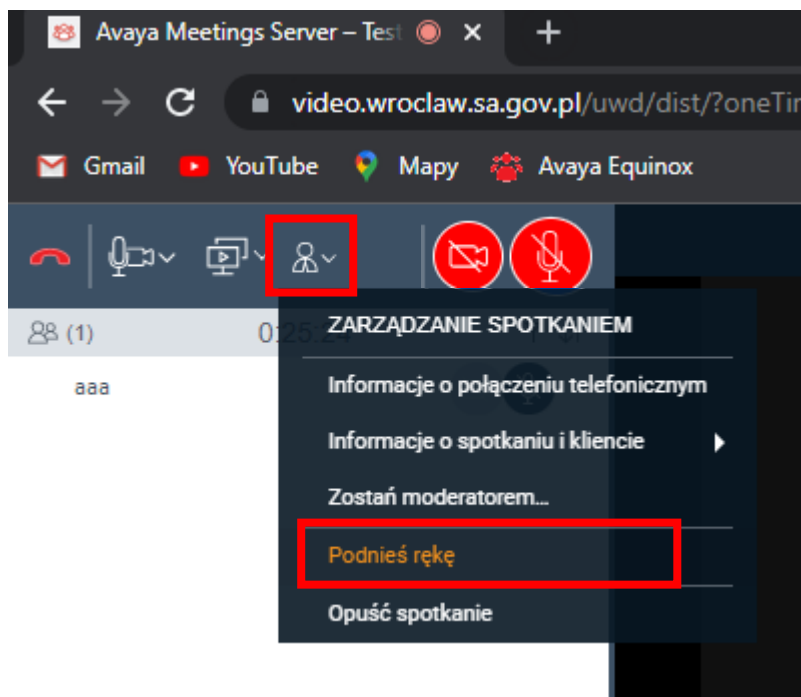 Avaya Meetings Server – Test
video.wroclaw.sa.gov.pl/uwd/dist/?oneTin
Gmail YouTube Mapy Avaya Equinox
(1) 0:25:24
ZARZĄDZANIE SPOTKANIEM
aaa
Informacje o połączeniu telefonicznym
Informacje o spotkaniu i kliencie
Zostań moderatorem...
Podnieś rękę
Opuść spotkanie